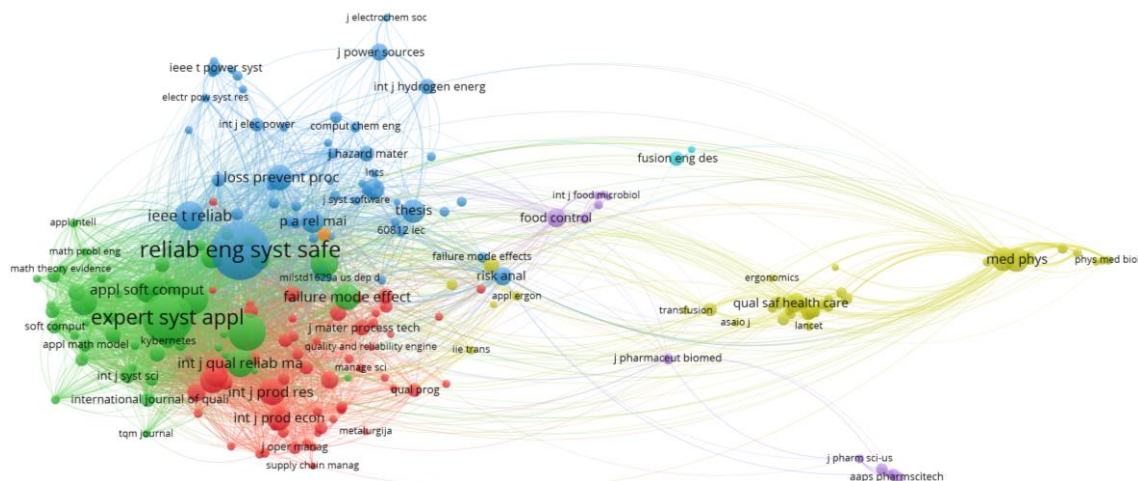 j electrochem soc
j power sources
ieee t power syst
int j hydrogen energ
electr pow syst res
int j elec power
comput chem eng
j hazard mater
fusion eng des
lncs
j loss prevent proc
int j food microbiol
j syst software
thesis
ieee t reliab
p a rel mai
food control
appl intell
60812 iec
reliab eng syst safe
math probl eng
failure mode effects
med phys
phys med biol
math theory evidence
milstd1629a us dep d
risk anal
ergonomics
appl soft comput
failure mode effect
appl ergon
qual saf health care
transfusion
expert syst appl
asaio j
lancet
soft comput
j mater process tech
kybernetes
appl math model
quality and reliability engine
iie trans
int j qual reliab ma
manage sci
j pharmaceut biomed
int j syst sci
int j prod res
qual prog
international journal of quali
int j prod econ
tqm journal
metalurgija
j oper manag
j pharm sci-us
supply chain manag
aaps pharmscitech